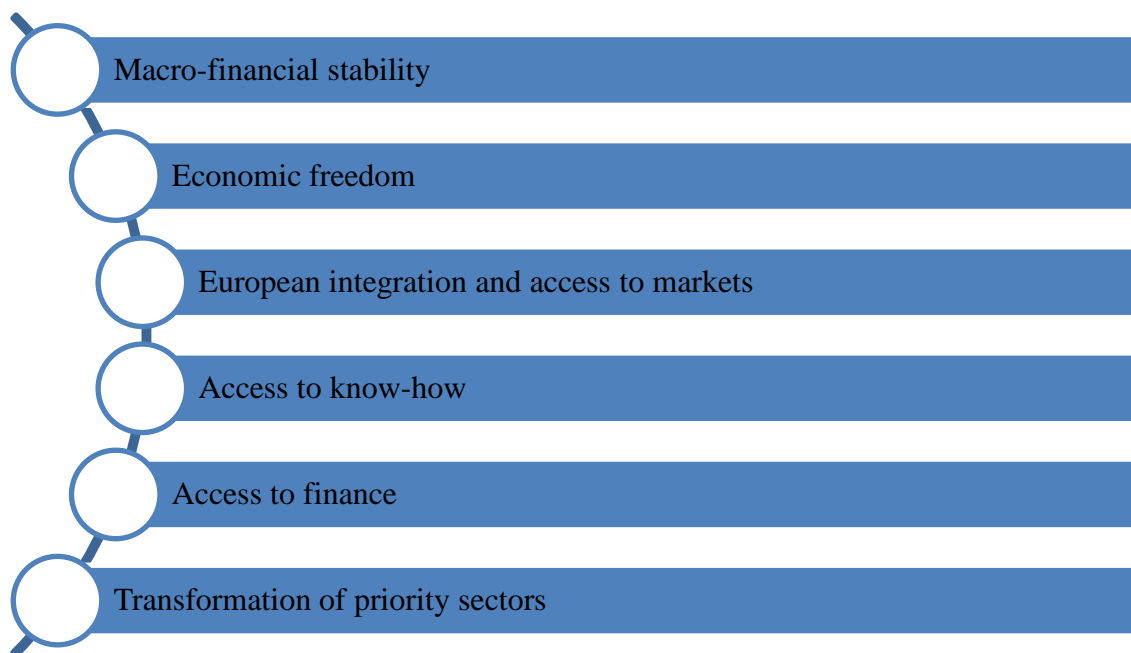 Macro-financial stability
Economic freedom
European integration and access to markets
Access to know-how
Access to finance
Transformation of priority sectors